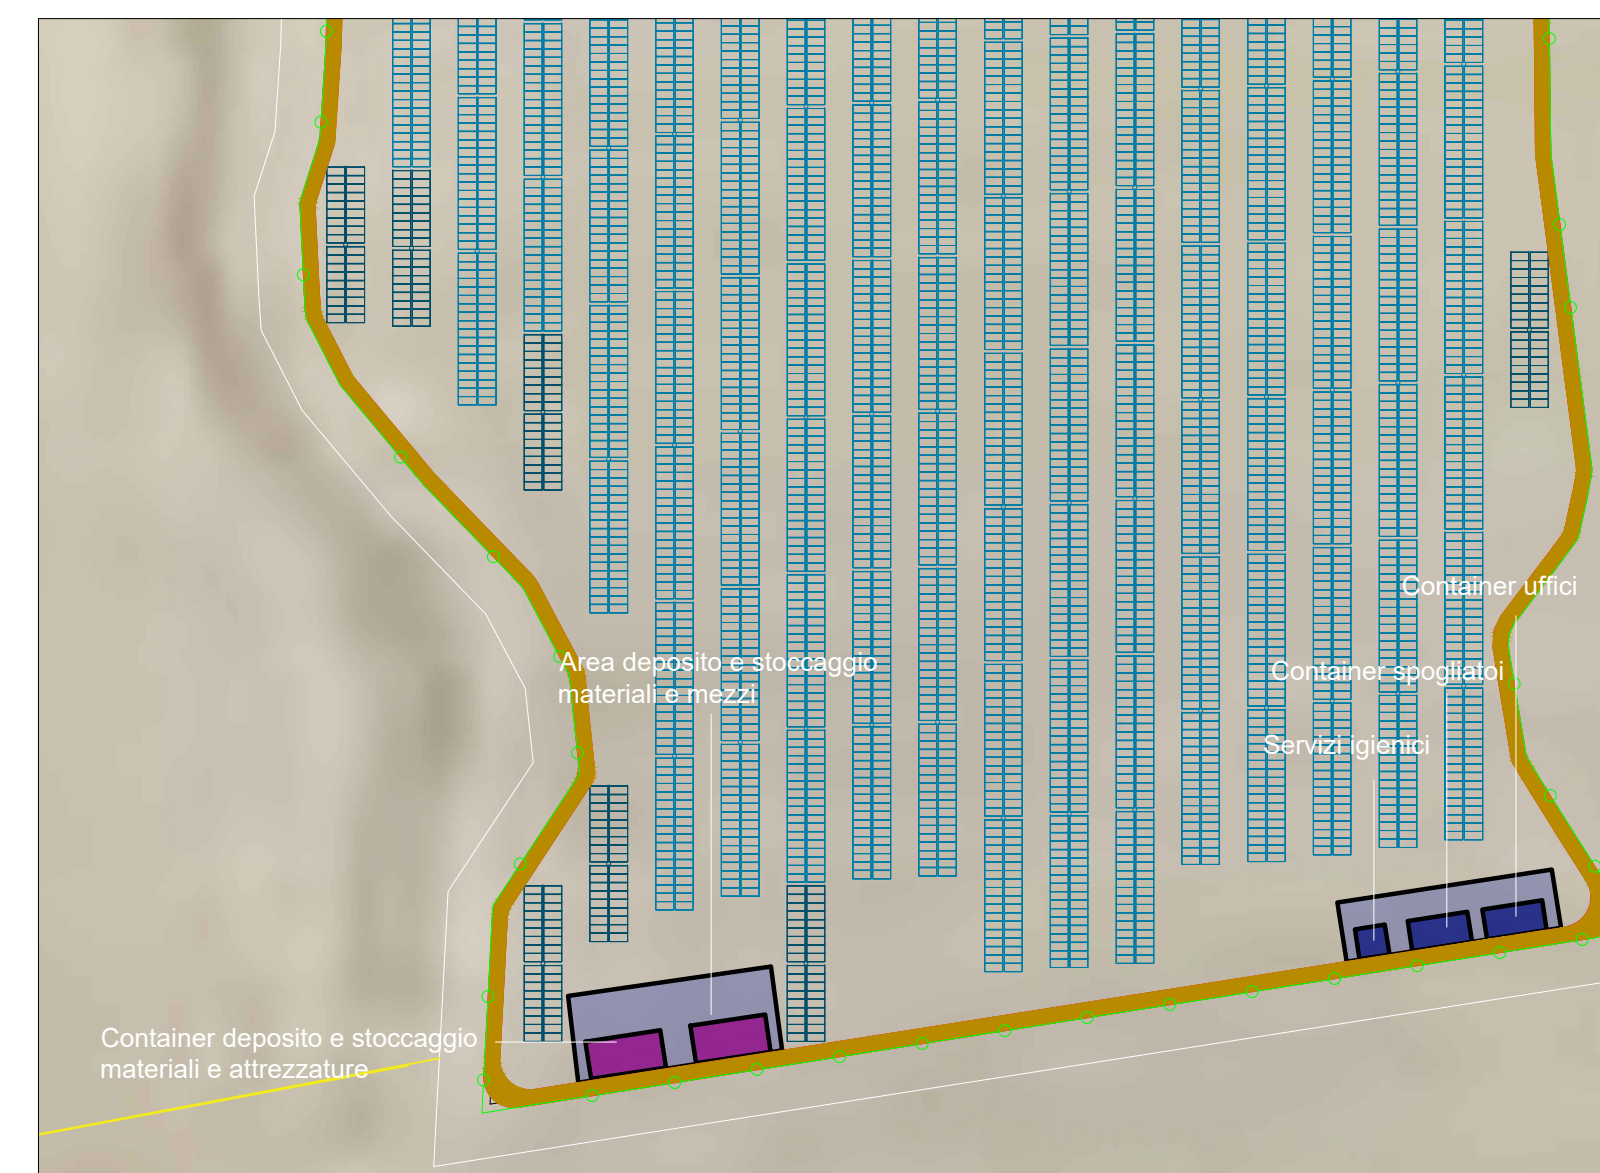 Container uffici
Area deposito e stoccaggio
materiali e mezzi
Container spogliatoi
Servizi igienici
Container deposito e stoccaggio
materiali e attrezzature